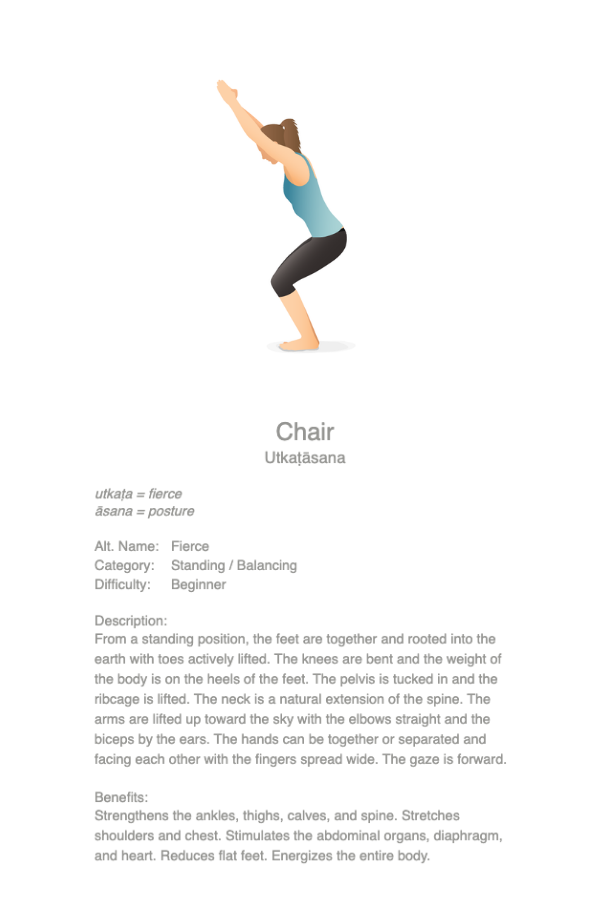 Chair
Utkaṭāsana
utkaṭa = fierce
āsana = posture
Alt. Name: Fierce
Category: Standing / Balancing
Difficulty: Beginner
Description:
From a standing position, the feet are together and rooted into the
earth with toes actively lifted. The knees are bent and the weight of
the body is on the heels of the feet. The pelvis is tucked in and the
ribcage is lifted. The neck is a natural extension of the spine. The
arms are lifted up toward the sky with the elbows straight and the
biceps by the ears. The hands can be together or separated and
facing each other with the fingers spread wide. The gaze is forward.
Benefits:
Strengthens the ankles, thighs, calves, and spine. Stretches
shoulders and chest. Stimulates the abdominal organs, diaphragm,
and heart. Reduces flat feet. Energizes the entire body.